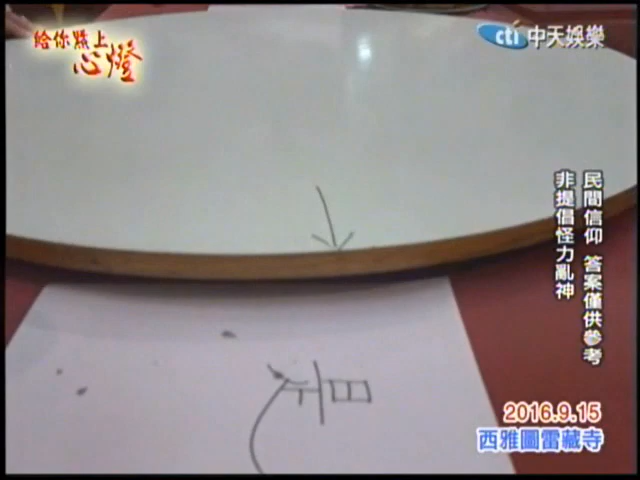 給你點上
心燈
cti 中天娛樂
民間信仰 答案僅供參考
非提倡怪力亂神
是
2016.9.15
西雅圖雷藏寺